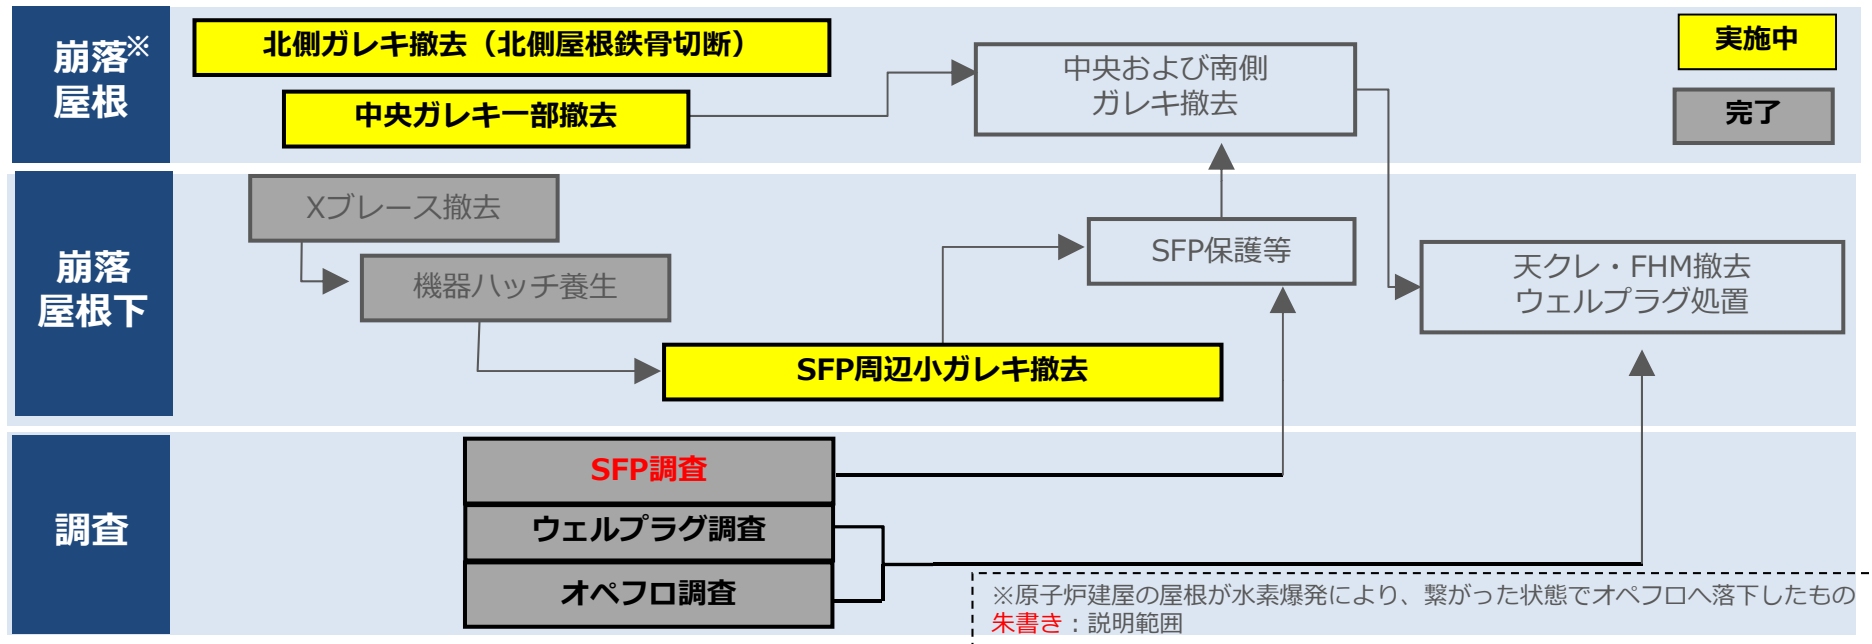 崩落※
屋根
北側ガレキ撤去（北側屋根鉄骨切断）
中央ガレキ一部撤去
中央および南側
ガレキ撤去
実施中
完了
崩落
屋根下
Xブレース撤去
機器ハッチ養生
SFP周辺小ガレキ撤去
SFP保護等
天クレ・FHM撤去
ウェルプラグ処置
調査
SFP調査
ウェルプラグ調査
オペフロ調査
※原子炉建屋の屋根が水素爆発により、繋がった状態でオペフロへ落下したもの
朱書き：説明範囲